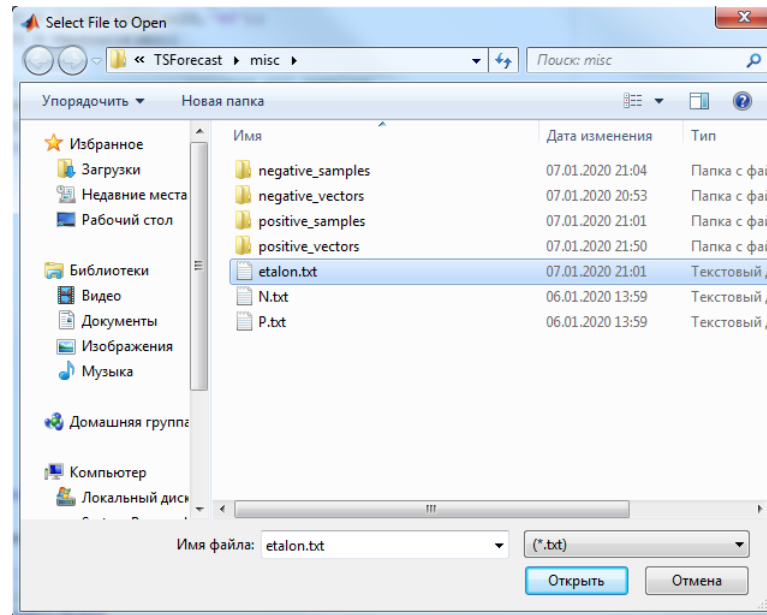 Select File to Open
« TSForecast ▸ misc ▸
Поиск: misc
Упорядочить ▾ Новая папка
Избранное
Загрузки
Недавние места
Рабочий стол
Библиотеки
Видео
Документы
Изображения
Музыка
Домашняя группа
Компьютер
Локальный диск
Имя Дата изменения Тип
negative_samples 07.01.2020 21:04 Папка с фай
negative_vectors 07.01.2020 20:53 Папка с фай
positive_samples 07.01.2020 21:01 Папка с фай
positive_vectors 07.01.2020 21:50 Папка с фай
etalon.txt 07.01.2020 21:01 Текстовый
N.txt 06.01.2020 13:59 Текстовый
P.txt 06.01.2020 13:59 Текстовый
Имя файла: etalon.txt (*.txt)
Открыть Отмена